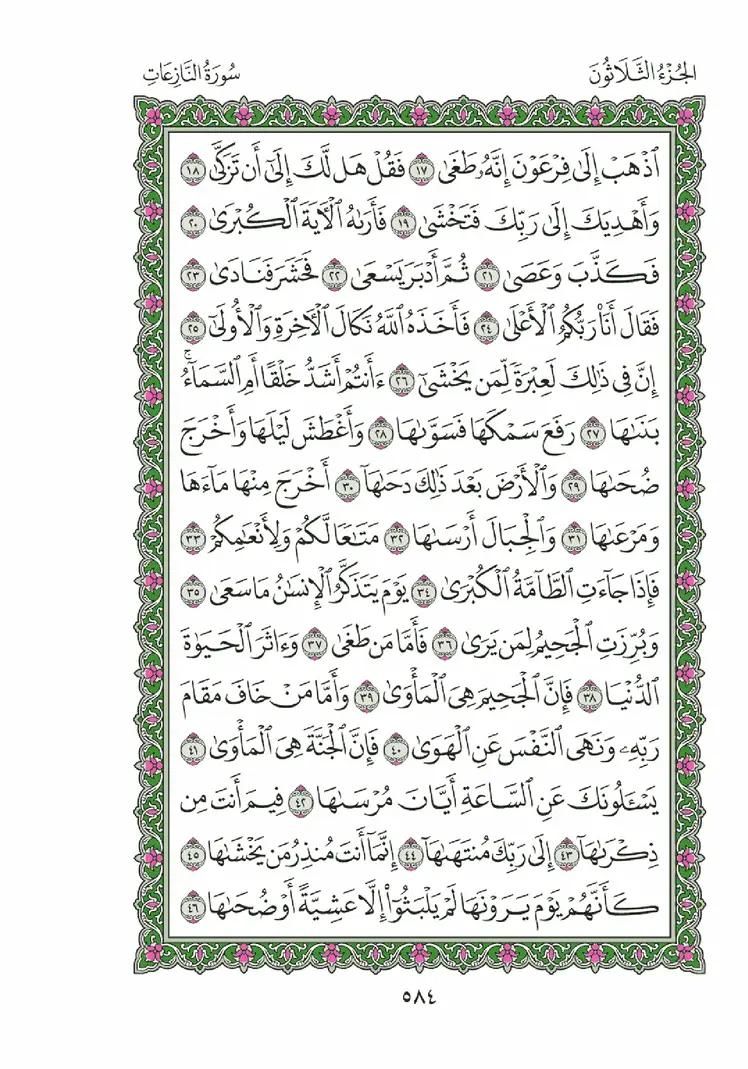 الجُزْءُ الثَّلَاثُونَ
سُورَةُ النَّازِعَاتِ
ٱذۡهَبۡ إِلَىٰ فِرۡعَوۡنَ إِنَّهُۥ طَغَىٰ ١٧ فَقُلۡ هَل لَّكَ إِلَىٰٓ أَن تَزَكَّىٰ ١٨
وَأَهۡدِيَكَ إِلَىٰ رَبِّكَ فَتَخۡشَىٰ ١٩ فَأَرَىٰهُ ٱلۡأٓيَةَ ٱلۡكُبۡرَىٰ ٢٠
فَكَذَّبَ وَعَصَىٰ ٢١ ثُمَّ أَدۡبَرَ يَسۡعَىٰ ٢٢ فَحَشَرَ فَنَادَىٰ ٢٣
فَقَالَ أَنَا۠ رَبُّكُمُ ٱلۡأَعۡلَىٰ ٢٤ فَأَخَذَهُ ٱللَّهُ نَكَالَ ٱلۡأٓخِرَةِ وَٱلۡأُولَىٰٓ ٢٥
إِنَّ فِي ذَٰلِكَ لَعِبۡرَةٗ لِّمَن يَخۡشَىٰٓ ٢٦ ءَأَنتُمۡ أَشَدُّ خَلۡقًا أَمِ ٱلسَّمَآءُۚ
بَنَىٰهَا ٢٧ رَفَعَ سَمۡكَهَا فَسَوَّىٰهَا ٢٨ وَأَغۡطَشَ لَيۡلَهَا وَأَخۡرَجَ
ضُحَىٰهَا ٢٩ وَٱلۡأَرۡضَ بَعۡدَ ذَٰلِكَ دَحَىٰهَآ ٣٠ أَخۡرَجَ مِنۡهَا مَآءَهَا
وَمَرۡعَىٰهَا ٣١ وَٱلۡجِبَالَ أَرۡسَىٰهَا ٣٢ مَتَٰعٗا لَّكُمۡ وَلِأَنۡعَٰمِكُمۡ ٣٣
فَإِذَا جَآءَتِ ٱلطَّآمَّةُ ٱلۡكُبۡرَىٰ ٣٤ يَوۡمَ يَتَذَكَّرُ ٱلۡإِنسَٰنُ مَا سَعَىٰ ٣٥
وَبُرِّزَتِ ٱلۡجَحِيمُ لِمَن يَرَىٰ ٣٦ فَأَمَّا مَن طَغَىٰ ٣٧ وَءَاثَرَ ٱلۡحَيَوٰةَ
ٱلدُّنۡيَا ٣٨ فَإِنَّ ٱلۡجَحِيمَ هِيَ ٱلۡمَأۡوَىٰ ٣٩ وَأَمَّا مَنۡ خَافَ مَقَامَ
رَبِّهِۦ وَنَهَى ٱلنَّفۡسَ عَنِ ٱلۡهَوَىٰ ٤٠ فَإِنَّ ٱلۡجَنَّةَ هِيَ ٱلۡمَأۡوَىٰ ٤١
يَسۡـَٔلُونَكَ عَنِ ٱلسَّاعَةِ أَيَّانَ مُرۡسَىٰهَا ٤٢ فِيمَ أَنتَ مِن
ذِكۡرَىٰهَآ ٤٣ إِلَىٰ رَبِّكَ مُنتَهَىٰهَآ ٤٤ إِنَّمَآ أَنتَ مُنذِرُ مَن يَخۡشَىٰهَا ٤٥
كَأَنَّهُمۡ يَوۡمَ يَرَوۡنَهَا لَمۡ يَلۡبَثُوٓاْ إِلَّا عَشِيَّةً أَوۡ ضُحَىٰهَا ٤٦
٥٨٤